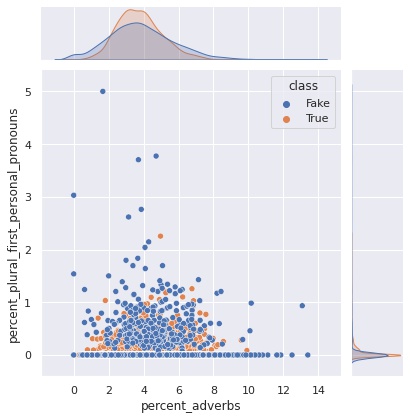 class
Fake
True
5
4
3
2
1
0
percent_plural_first_personal_pronouns
0 2 4 6 8 10 12 14
percent_adverbs